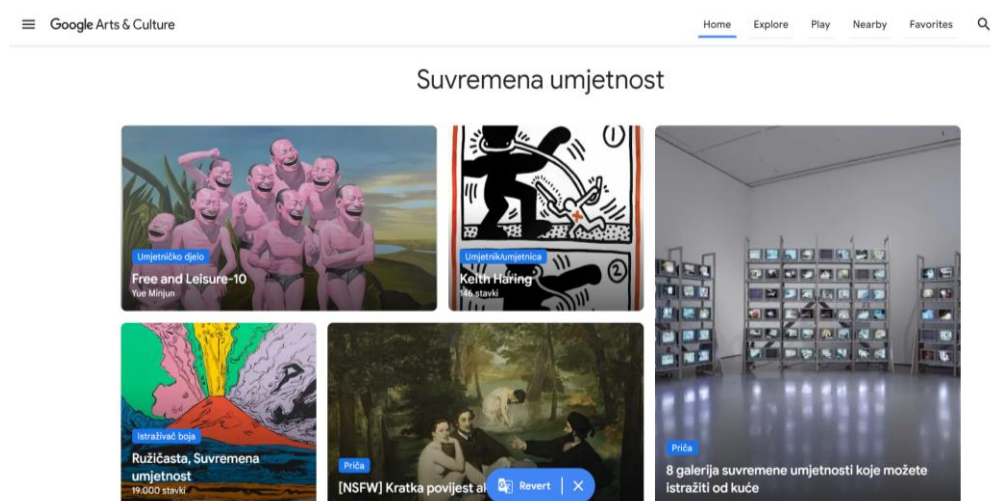 Google Arts & Culture
Home Explore Play Nearby Favorites
Suvremena umjetnost
Umjetničko djelo
Free and Leisure-10
Yue Minjun
Umjetnik/umjetnica
Keith Haring
146 stavki
1
2
Istraživač boja
Ružičasta, Suvremena
umjetnost
19.000 stavki
Priča
[NSFW] Kratka povijest
Revert
Priča
8 galerija suvremene umjetnosti koje možete
istražiti od kuće